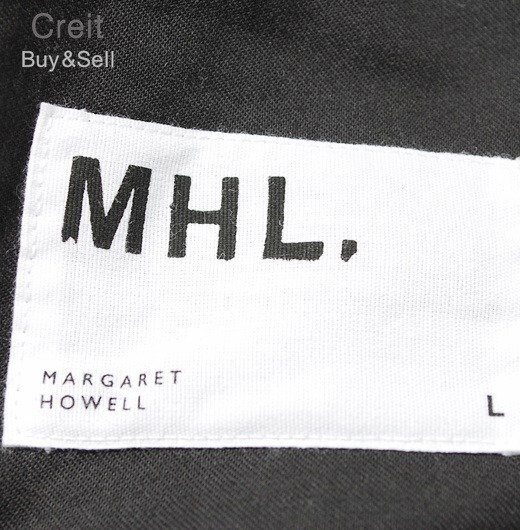 Creit
Buy&Sell
MHL.
MARGARET
HOWELL
L